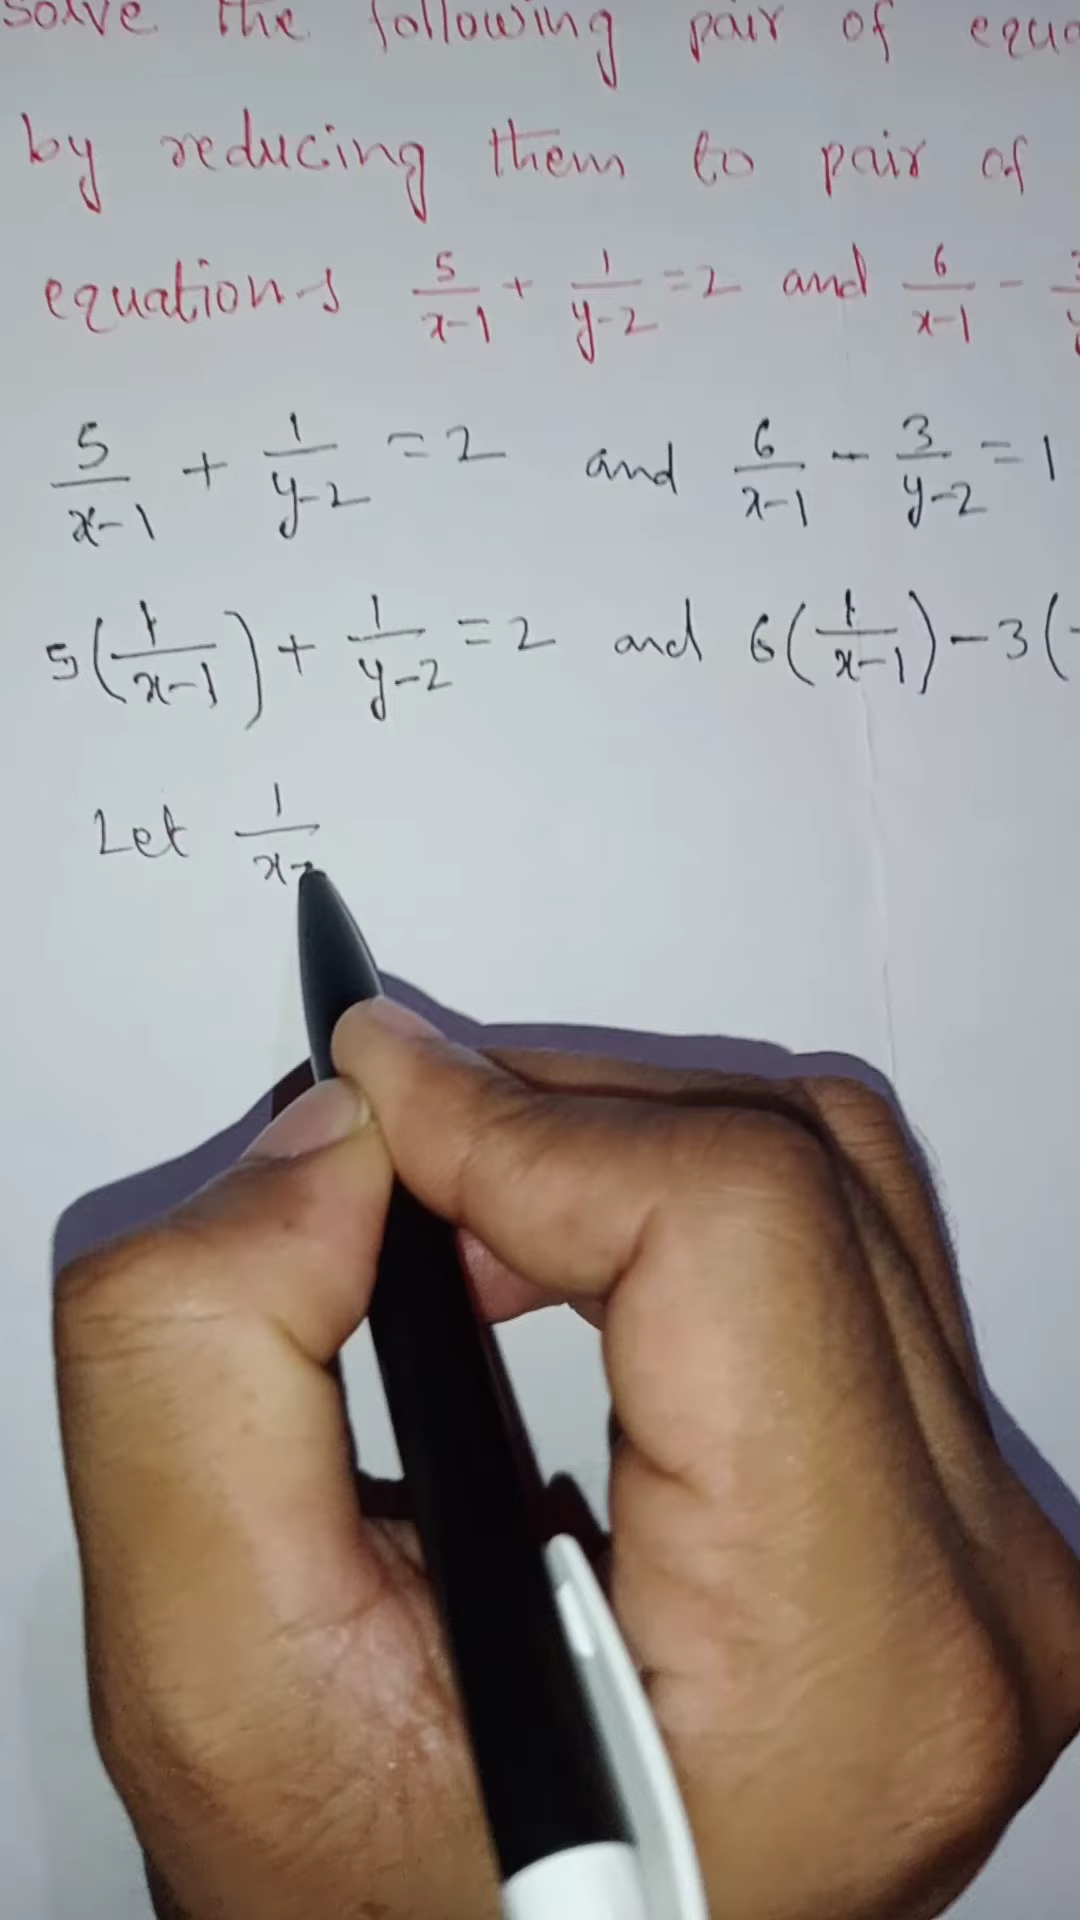 solve the following pair of equa
by reducing them to pair of
equations 5/(x-1) + 1/(y-2) = 2 and 6/(x-1) - 3/y
5/(x-1) + 1/(y-2) = 2 and 6/(x-1) - 3/(y-2) = 1
5(1/(x-1)) + 1/(y-2) = 2 and 6(1/(x-1)) - 3(
Let 1/(x-